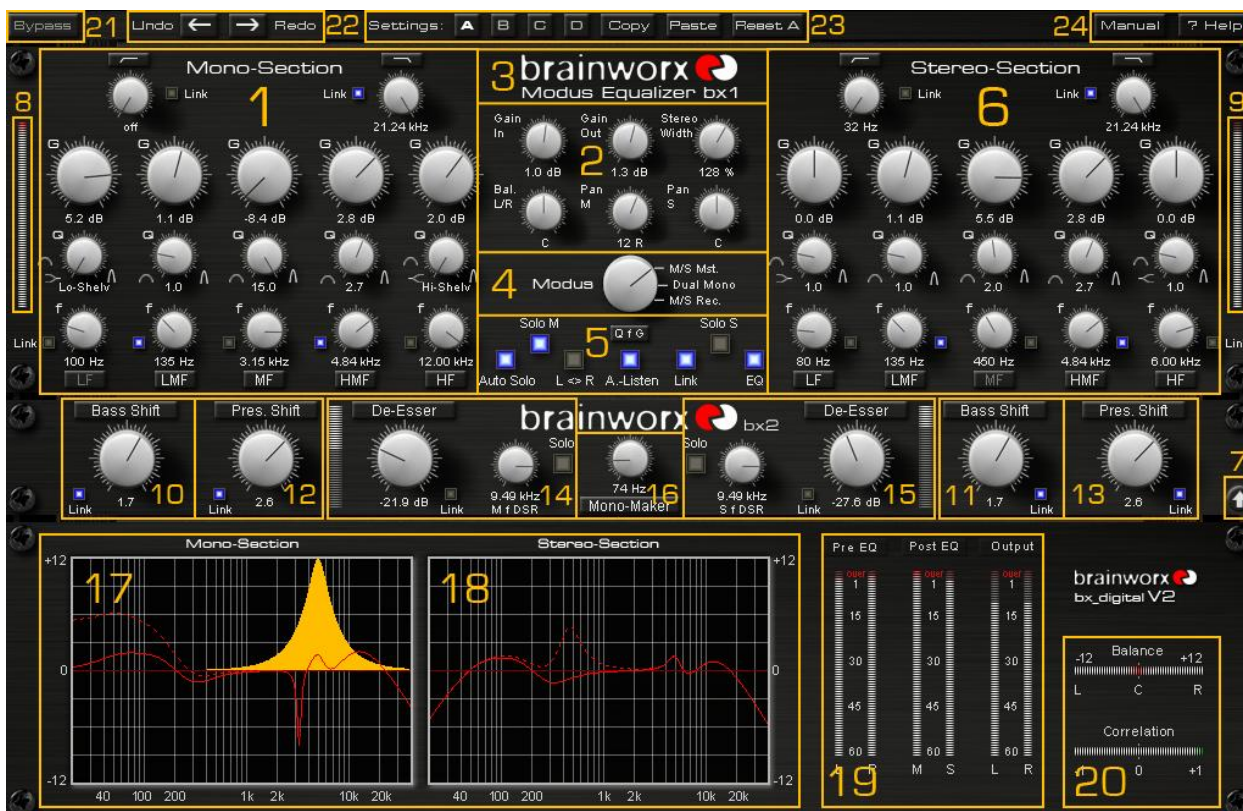 Bypass 21 Undo ← → Redo 22 Settings: A B C D Copy Paste Reset A 23 24 Manual ? Help
Mono-Section
Link
Link
off
21.24 kHz
1
8
G G G G G
5.2 dB 1.1 dB -8.4 dB 2.8 dB 2.0 dB
Q Q Q Q Q
Lo-Shelv 1.0 15.0 2.7 Hi-Shelv
f f f f f
Link
100 Hz 135 Hz 3.15 kHz 4.84 kHz 12.00 kHz
LF LMF MF HMF HF
3 brainworx
Modus Equalizer bx1
Gain In
Gain Out
Stereo Width
2
1.0 dB 1.3 dB 128 %
Bal. L/R
Pan M
Pan S
C 12 R C
4 Modus
M/S Mst.
Dual Mono
M/S Rec.
Solo M
Q f G
Solo S
5
Auto Solo L <> R A.-Listen Link EQ
Stereo-Section
Link
Link
32 Hz
21.24 kHz
6
9
G G G G G
0.0 dB 1.1 dB 5.5 dB 2.8 dB 0.0 dB
Q Q Q Q Q
1.0 1.0 2.0 2.7 1.0
f f f f f
Link
80 Hz 135 Hz 450 Hz 4.84 kHz 6.00 kHz
LF LMF MF HMF HF
Bass Shift
Link 1.7 10
Pres. Shift
Link 2.6 12
De-Esser
-21.9 dB
Link
Solo
9.49 kHz
M f DSR
14
brainworx bx2
74 Hz
16
Mono-Maker
Solo
9.49 kHz
S f DSR
De-Esser
Link
-27.6 dB
15
Bass Shift
11 1.7 Link
Pres. Shift
13 2.6 Link
7
Mono-Section
17
+12
0
-12
40 100 200 1k 2k 10k 20k
Stereo-Section
18
+12
0
-12
40 100 200 1k 2k 10k 20k
Pre EQ Post EQ Output
over over over
1 1 1
15 15 15
30 30 30
45 45 45
60 60 60
L R M S L R
19
brainworx
bx_digital V2
Balance
-12 +12
L C R
Correlation
-1 0 +1
20